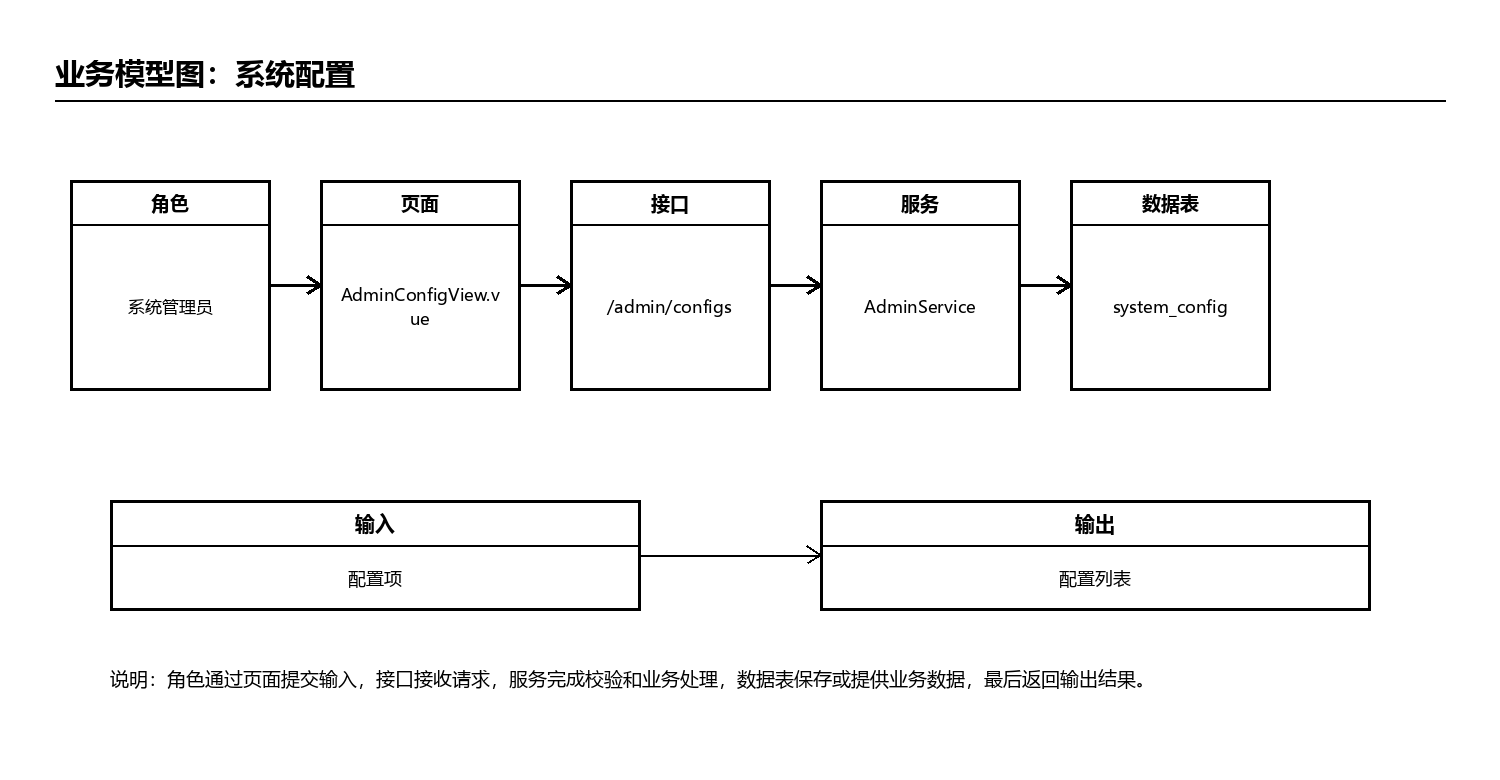 业务模型图：系统配置
角色
系统管理员
页面
AdminConfigView.v
ue
接口
/admin/configs
服务
AdminService
数据表
system_config
输入
配置项
输出
配置列表
说明：角色通过页面提交输入，接口接收请求，服务完成校验和业务处理，数据表保存或提供业务数据，最后返回输出结果。